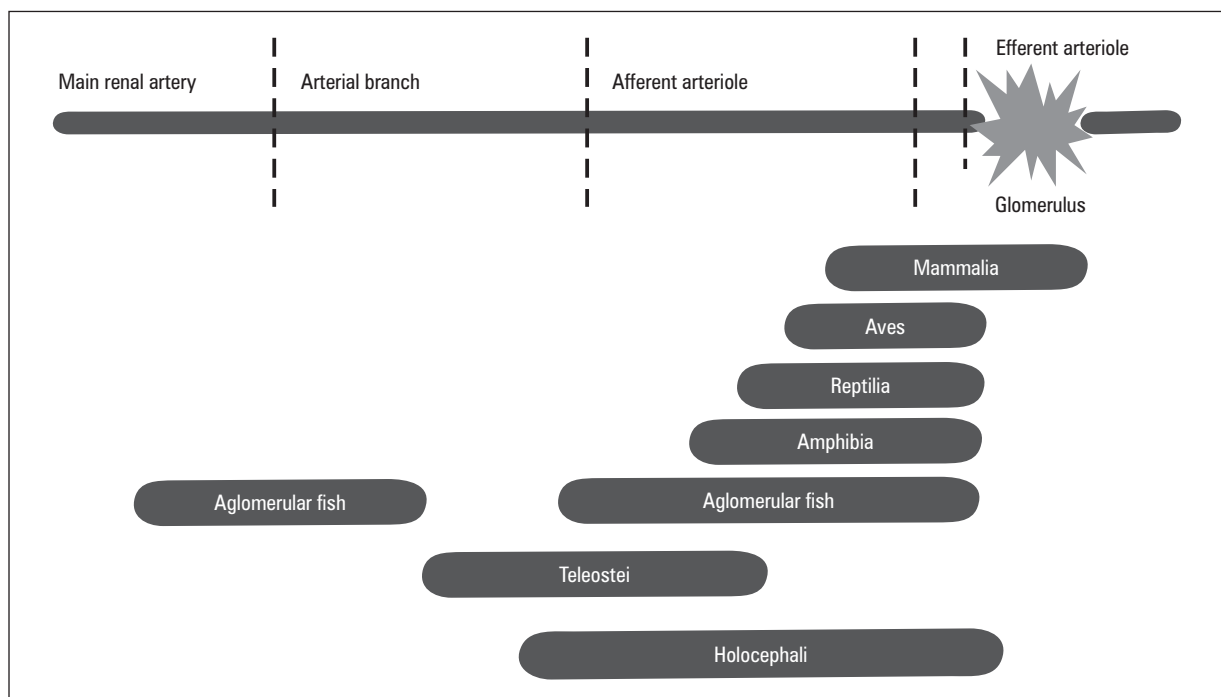 Efferent arteriole
Main renal artery
Arterial branch
Afferent arteriole
Glomerulus
Mammalia
Aves
Reptilia
Amphibia
Aglomerular fish
Aglomerular fish
Teleostei
Holocephali